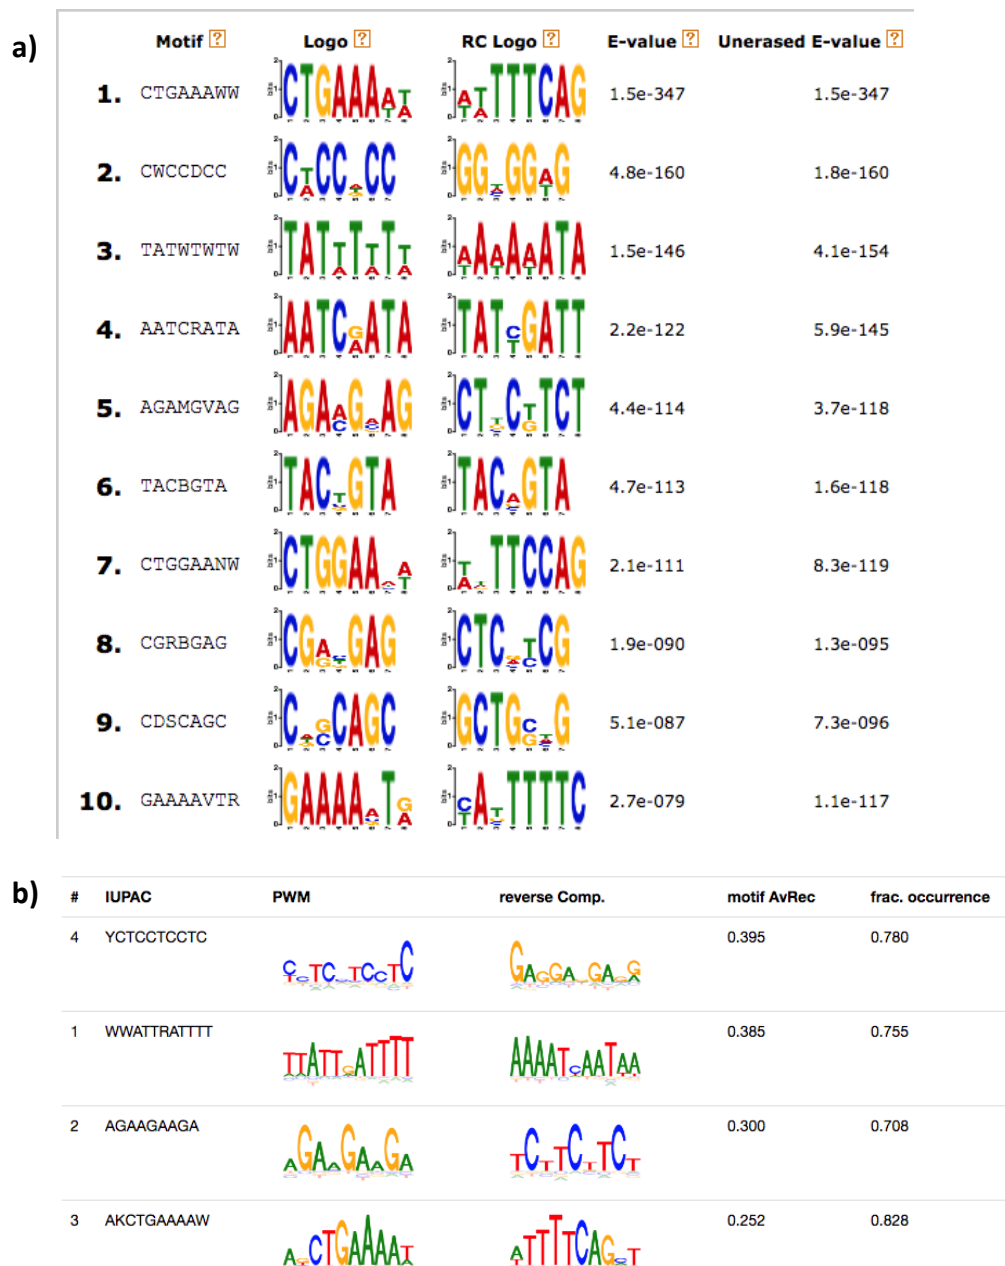 a)
Motif ? Logo ? RC Logo ? E-value ? Unerased E-value ?
1. CTGAAAWW 1.5e-347 1.5e-347
2. CWCCDCC 4.8e-160 1.8e-160
3. TATWTWTW 1.5e-146 4.1e-154
4. AATCRATA 2.2e-122 5.9e-145
5. AGAMGVAG 4.4e-114 3.7e-118
6. TACBGTA 4.7e-113 1.6e-118
7. CTGGAANW 2.1e-111 8.3e-119
8. CGRBGAG 1.9e-090 1.3e-095
9. CDSCAGC 5.1e-087 7.3e-096
10. GAAAAVTR 2.7e-079 1.1e-117
b)
# IUPAC PWM reverse Comp. motif AvRec frac. occurrence
4 YCTCCTCCTC 0.395 0.780
1 WWATTRATTTT 0.385 0.755
2 AGAAGAAGA 0.300 0.708
3 AKCTGAAAAW 0.252 0.828